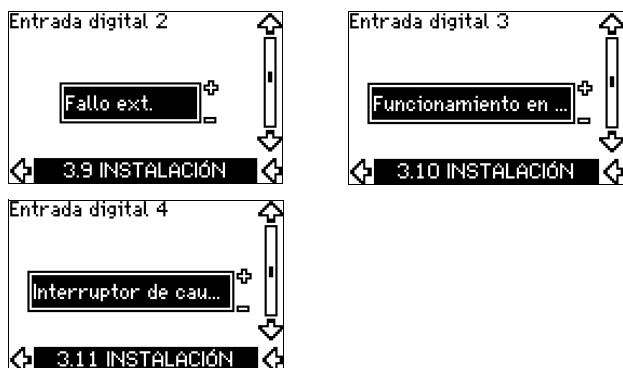 Entrada digital 2
Fallo ext.
3.9 INSTALACIÓN
Entrada digital 3
Funcionamiento en ...
3.10 INSTALACIÓN
Entrada digital 4
Interruptor de cau...
3.11 INSTALACIÓN